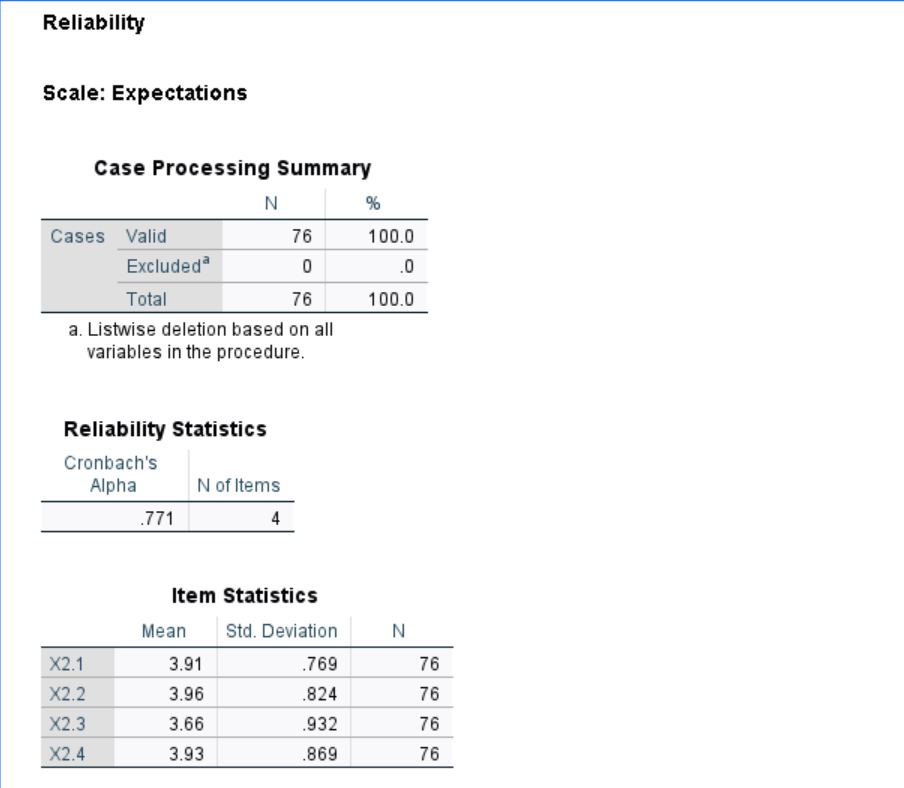 Reliability
Scale: Expectations
Case Processing Summary
N %
Cases Valid 76 100.0
Excludedᵃ 0 .0
Total 76 100.0
a. Listwise deletion based on all
variables in the procedure.
Reliability Statistics
Cronbach's
Alpha N of Items
.771 4
Item Statistics
Mean Std. Deviation N
X2.1 3.91 .769 76
X2.2 3.96 .824 76
X2.3 3.66 .932 76
X2.4 3.93 .869 76